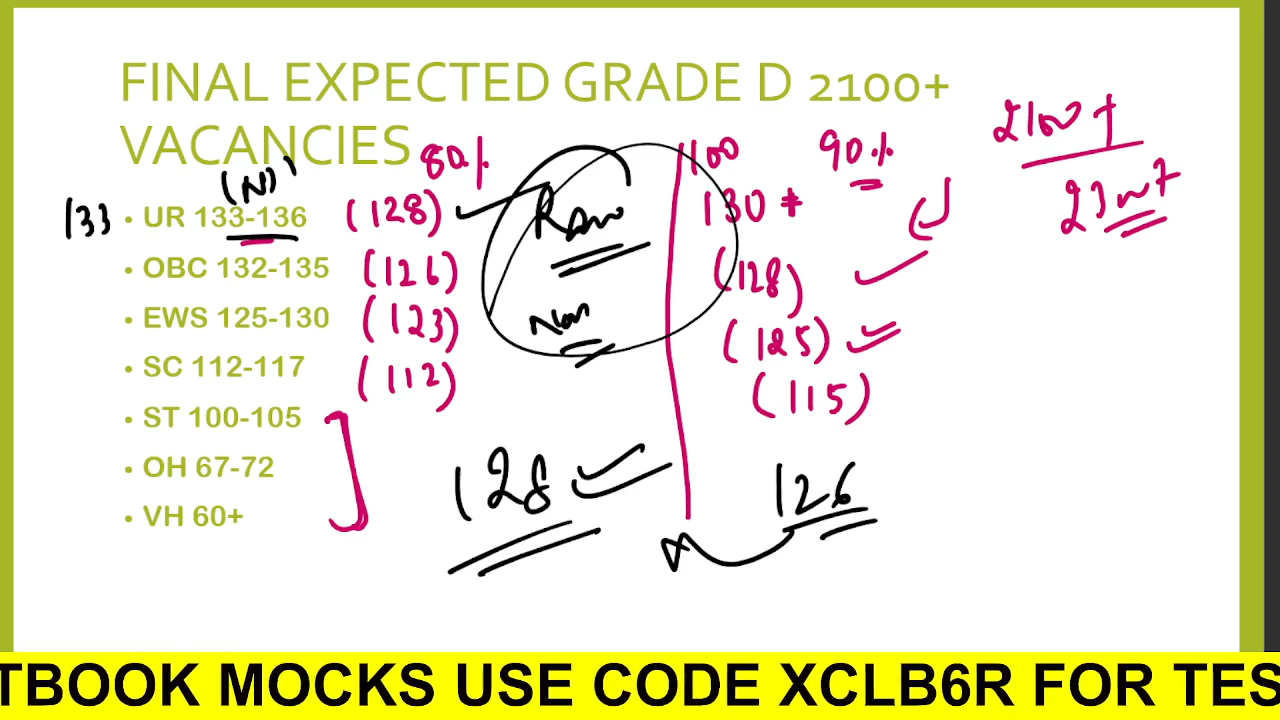 FINAL EXPECTED GRADE D 2100+
VACANCIES
80% 100 90% 2100+
(N)
133 • UR 133-136 (128) Raw 130+ 2300+
• OBC 132-135 (126) (128)
• EWS 125-130 (123) Nor (125)
• SC 112-117 (112) (115)
• ST 100-105
• OH 67-72 128 126
• VH 60+
TBOOK MOCKS USE CODE XCLB6R FOR TES